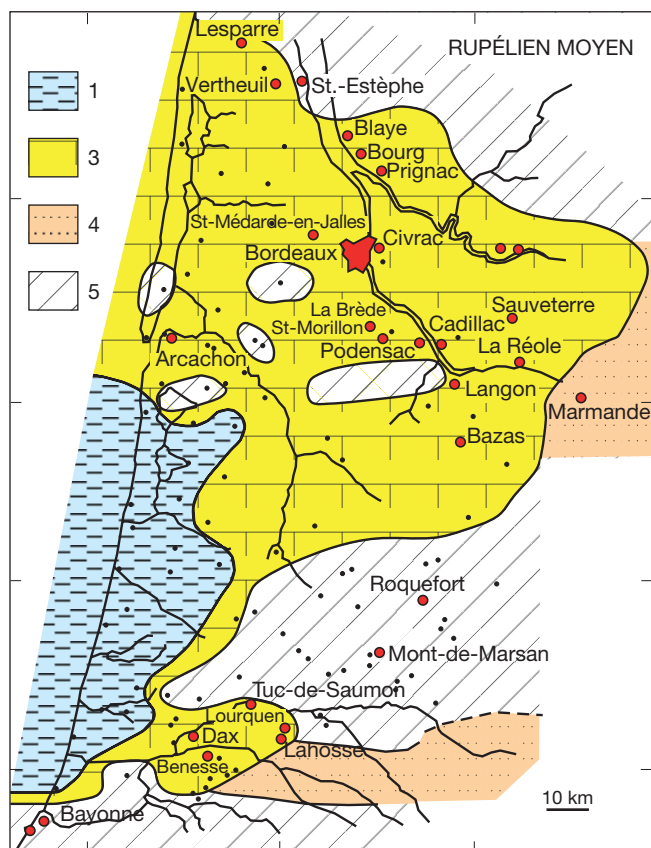 Lesparre
RUPÉLIEN MOYEN
1
Vertheuil
St.-Estèphe
3
Blaye
Bourg
Prignac
4
St-Médarde-en-Jalles
Civrac
Bordeaux
5
La Brède
Sauveterre
St-Morillon
Cadillac
Arcachon
Podensac
La Réole
Langon
Marmande
Bazas
Roquefort
Mont-de-Marsan
Tuc-de-Saumon
ourquen
Dax
Lahosse
Benesse
10 km
Bayonne